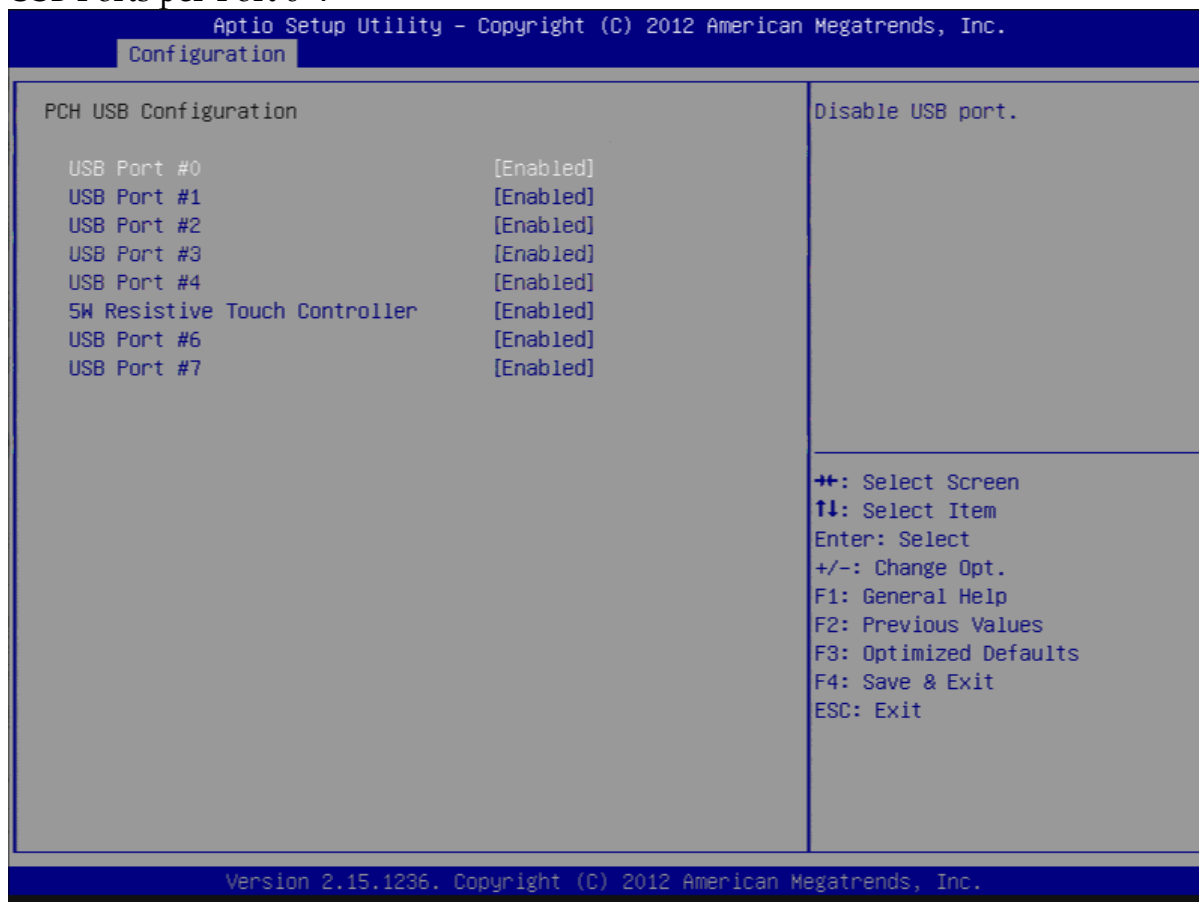 Aptio Setup Utility – Copyright (C) 2012 American Megatrends, Inc.
Configuration
PCH USB Configuration
USB Port #0 [Enabled]
USB Port #1 [Enabled]
USB Port #2 [Enabled]
USB Port #3 [Enabled]
USB Port #4 [Enabled]
5W Resistive Touch Controller [Enabled]
USB Port #6 [Enabled]
USB Port #7 [Enabled]
Disable USB port.
→←: Select Screen
↑↓: Select Item
Enter: Select
+/-: Change Opt.
F1: General Help
F2: Previous Values
F3: Optimized Defaults
F4: Save & Exit
ESC: Exit
Version 2.15.1236. Copyright (C) 2012 American Megatrends, Inc.